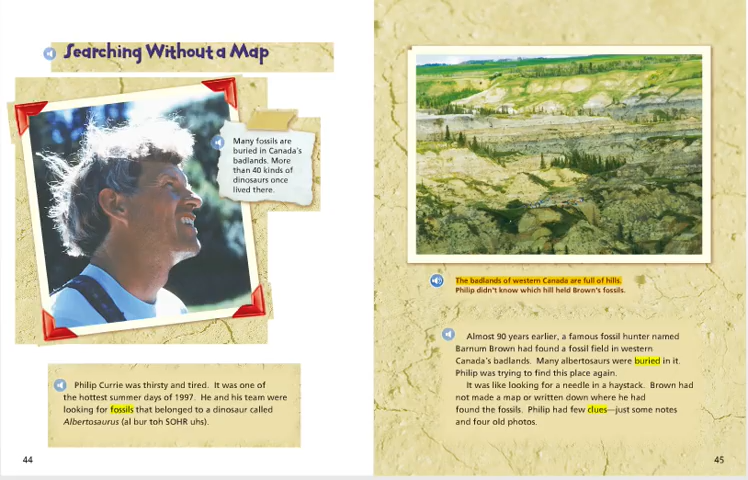 Searching Without a Map
Many fossils are
buried in Canada's
badlands. More
than 40 kinds of
dinosaurs once
lived there.
Philip Currie was thirsty and tired. It was one of
the hottest summer days of 1997. He and his team were
looking for fossils that belonged to a dinosaur called
Albertosaurus (al bur toh SOHR uhs).
44
The badlands of western Canada are full of hills.
Philip didn't know which hill held Brown's fossils.
Almost 90 years earlier, a famous fossil hunter named
Barnum Brown had found a fossil field in western
Canada's badlands. Many albertosaurs were buried in it.
Philip was trying to find this place again.
It was like looking for a needle in a haystack. Brown had
not made a map or written down where he had
found the fossils. Philip had few clues—just some notes
and four old photos.
45